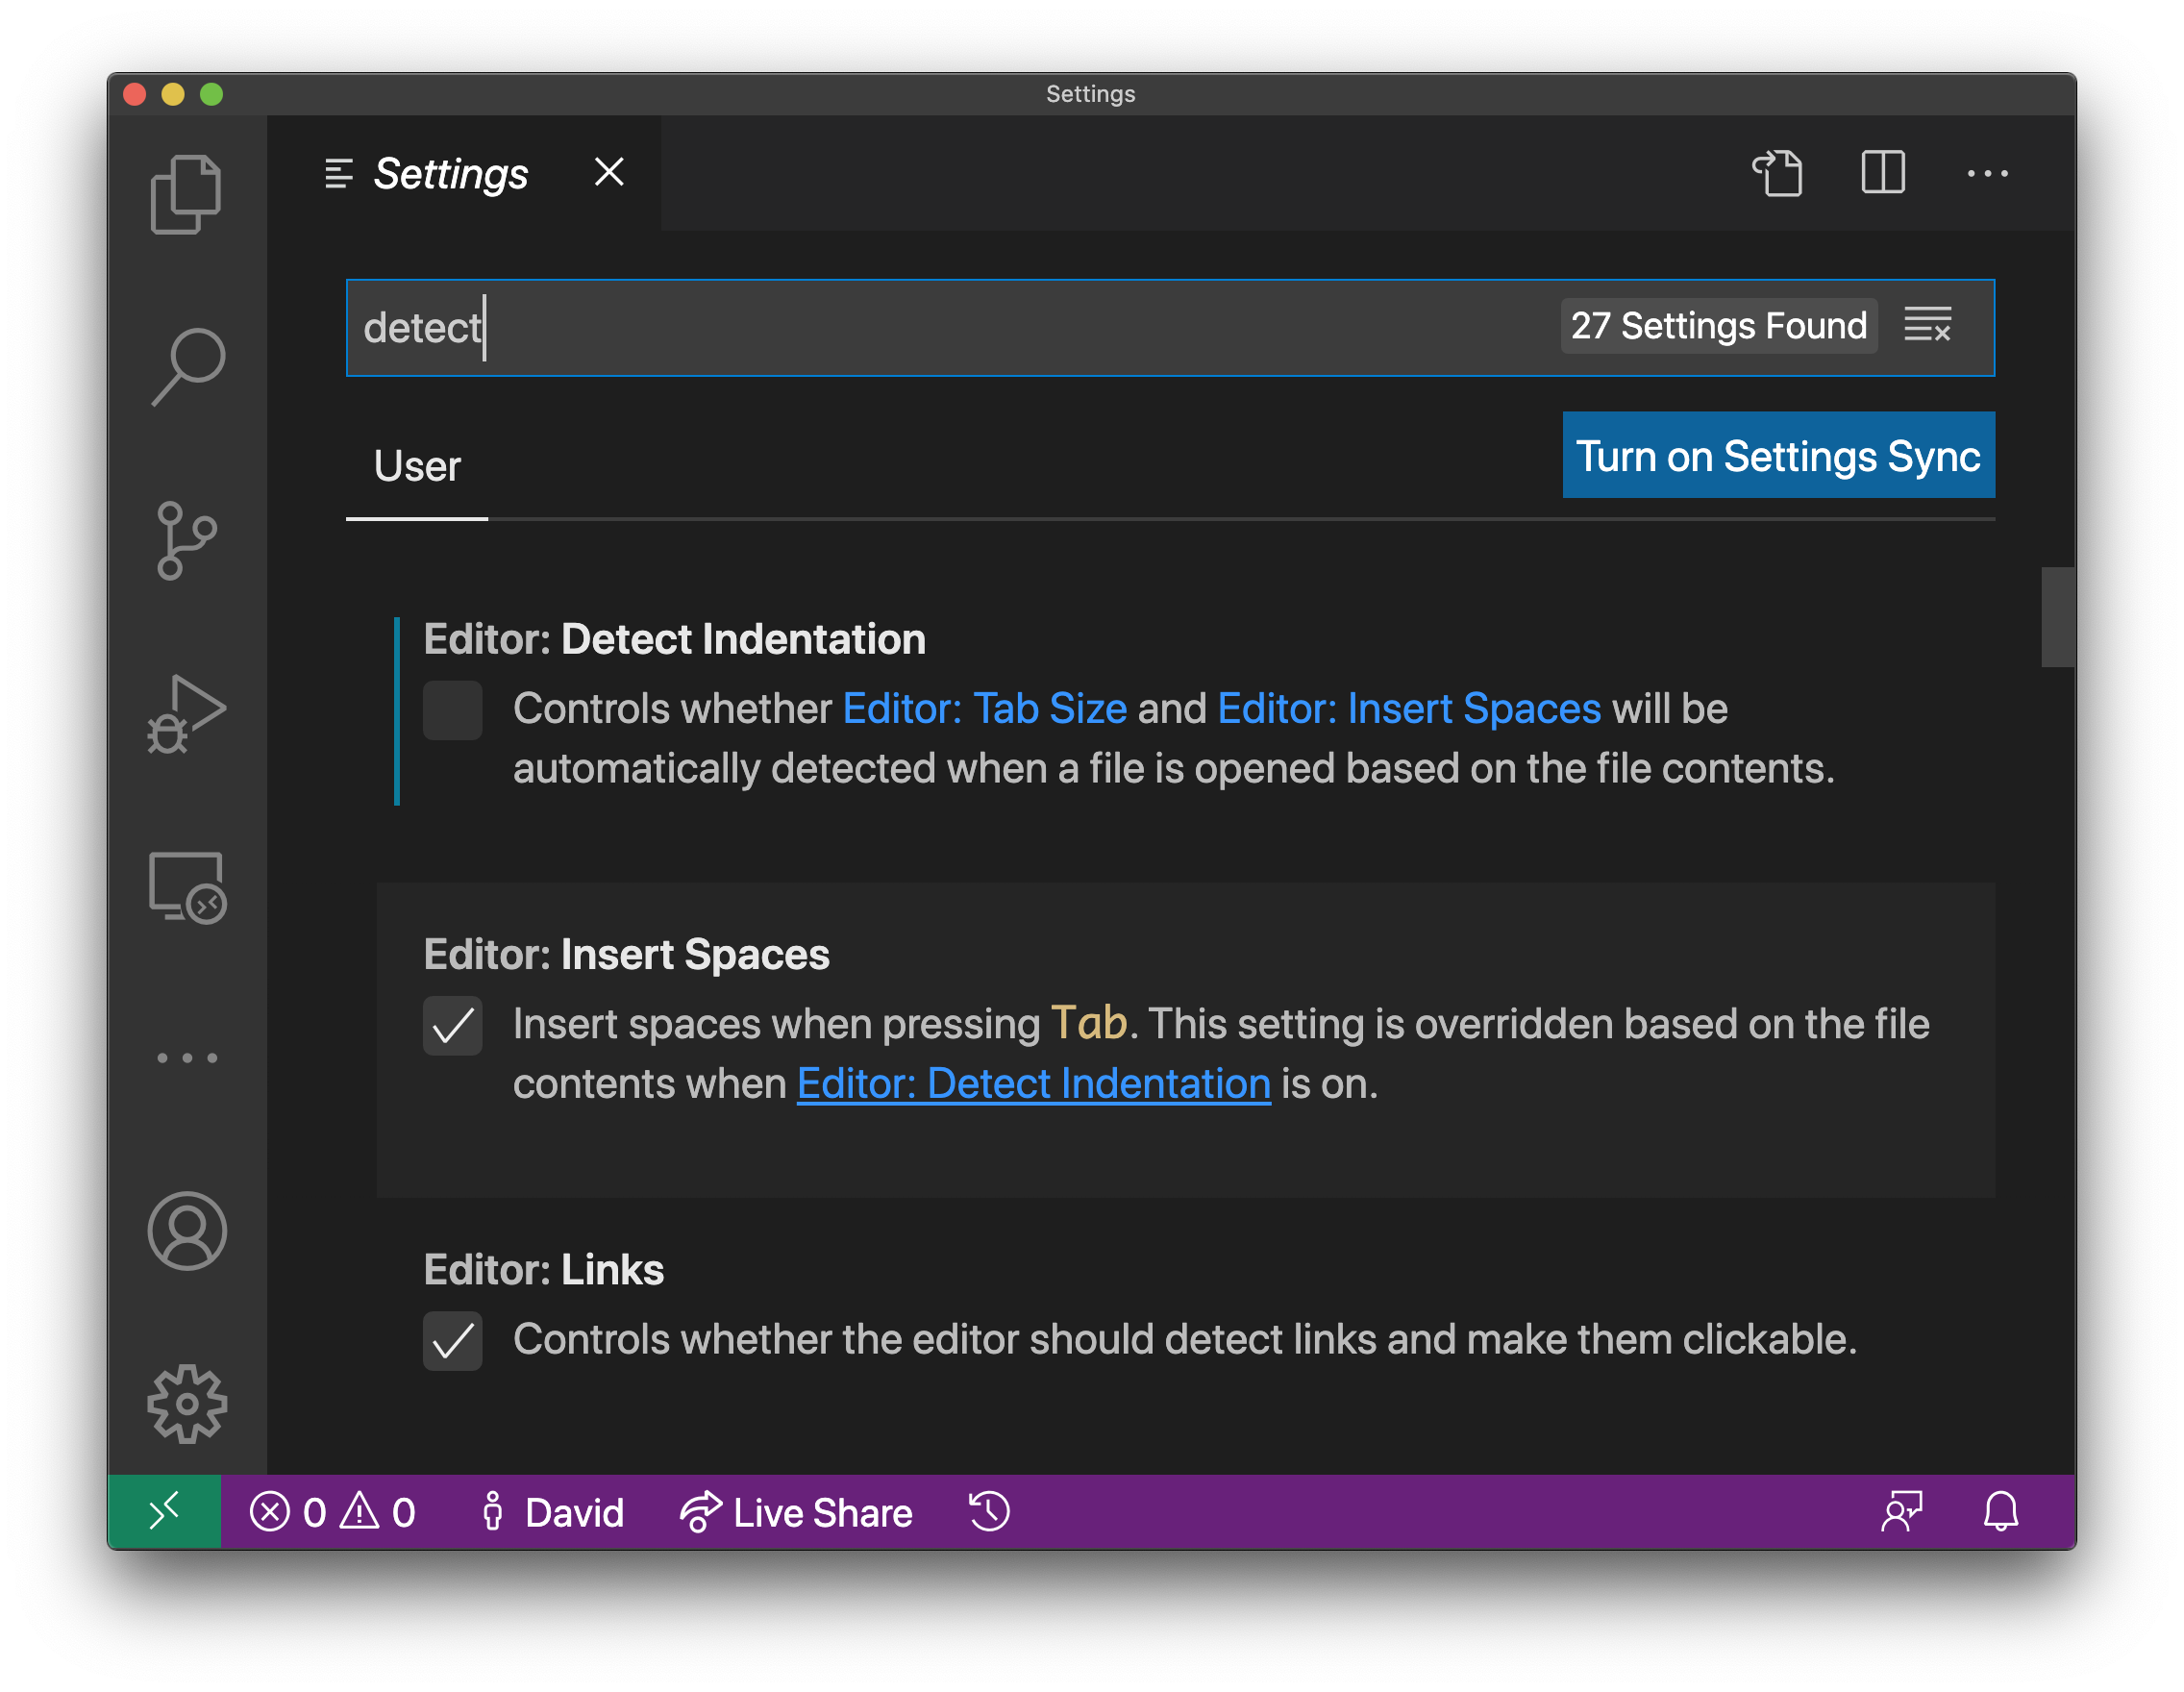 Settings
Settings
detect
27 Settings Found
User
Turn on Settings Sync
Editor: Detect Indentation
Controls whether Editor: Tab Size and Editor: Insert Spaces will be
automatically detected when a file is opened based on the file contents.
Editor: Insert Spaces
Insert spaces when pressing Tab. This setting is overridden based on the file
contents when Editor: Detect Indentation is on.
Editor: Links
Controls whether the editor should detect links and make them clickable.
0 0 David Live Share